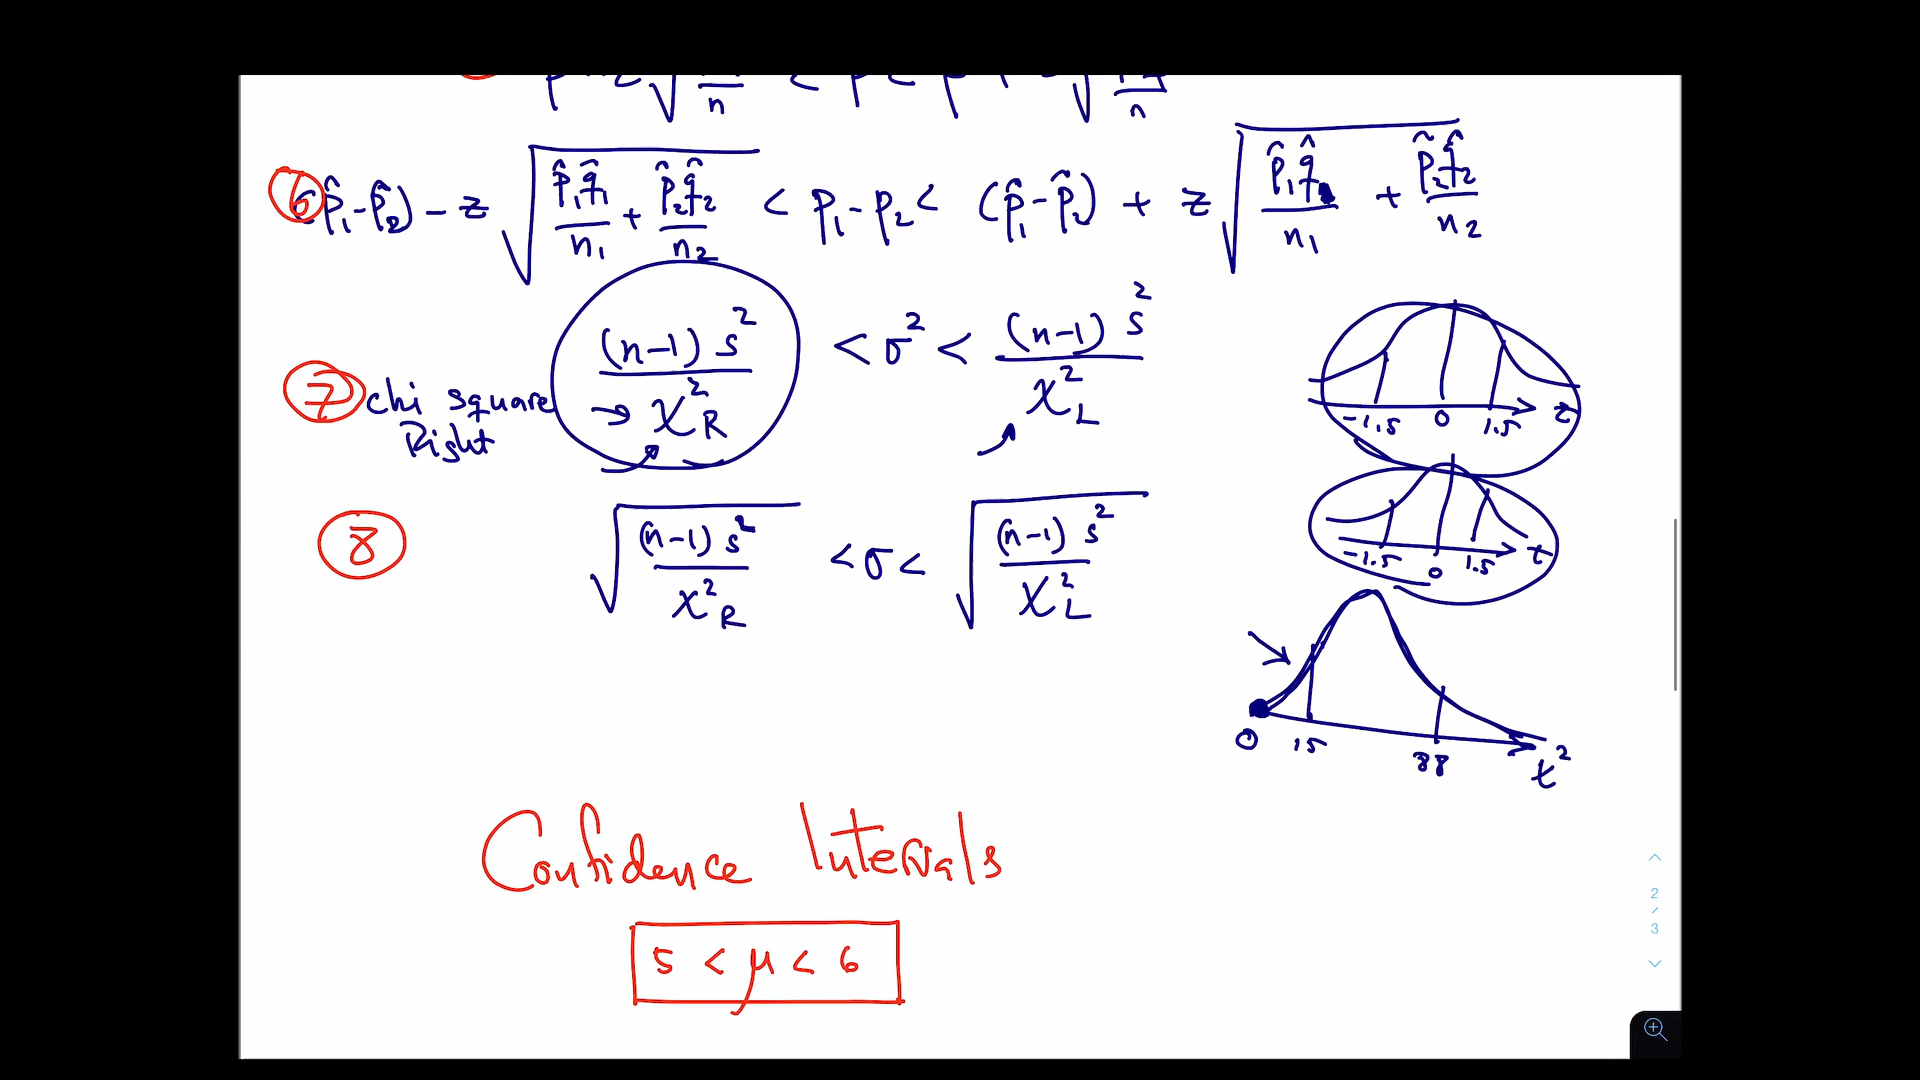 p̂ - z√ n < p < p̂ + z√ n
⑥ (p̂₁-p̂₂) - z √(p̂₁q̂₁/n₁ + p̂₂q̂₂/n₂) < p₁-p₂ < (p̂₁-p̂₂) + z √(p̂₁q̂₁/n₁ + p̂₂q̂₂/n₂)
⑦ Chi square Right → (n-1) s²/χ²R < σ² < (n-1) s²/χ²L
-1.5 0 1.5 z
⑧ √((n-1) s²/χ²R) < σ < √((n-1) s²/χ²L)
-1.5 0 1.5 t
0 15 38 χ²
Confidence Intervals
5 < μ < 6
2
/
3